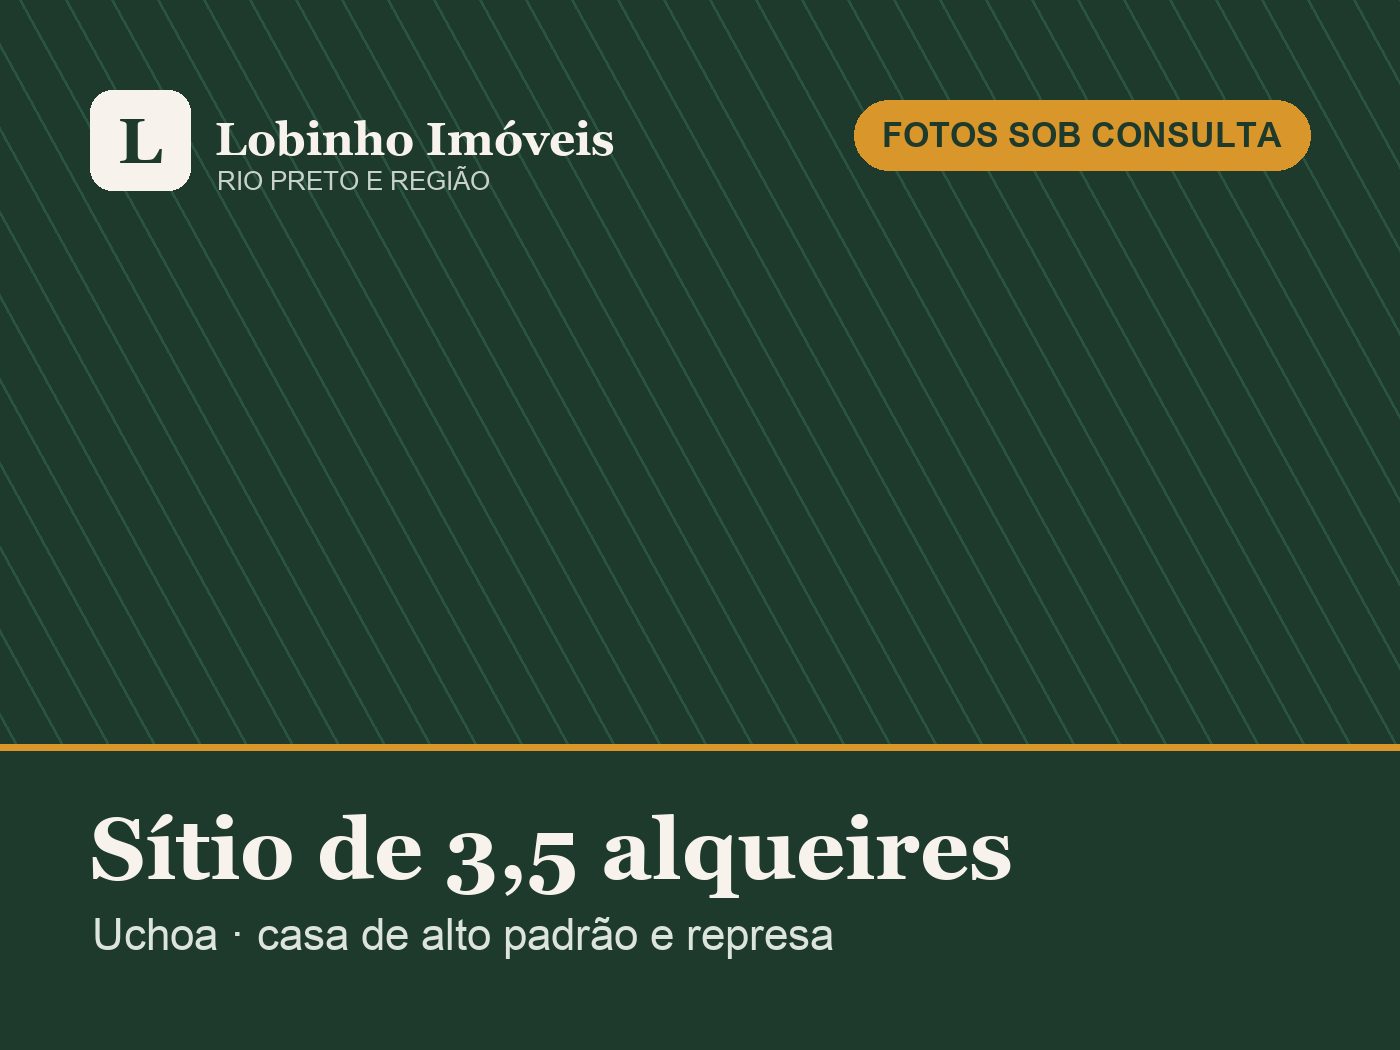 L
Lobinho Imóveis
RIO PRETO E REGIÃO
FOTOS SOB CONSULTA
Sítio de 3,5 alqueires
Uchoa · casa de alto padrão e represa